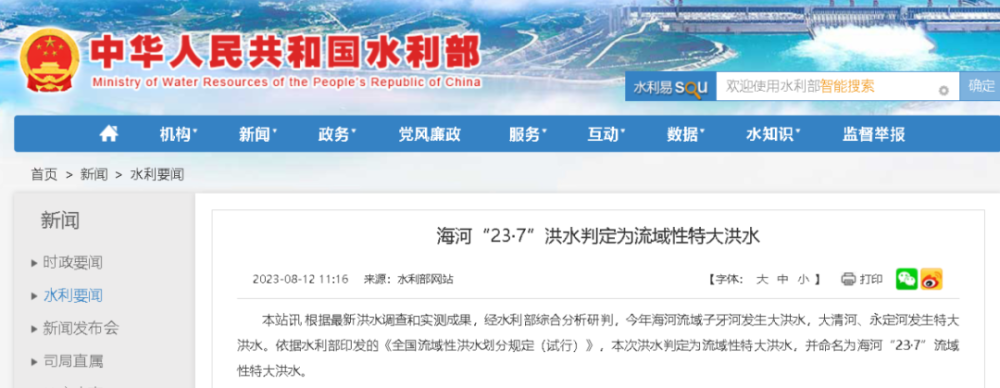 中华人民共和国水利部
Ministry of Water Resources of the People's Republic of China
水利易SOU 欢迎使用水利部智能搜索 确定
机构 新闻 政务 党风廉政 服务 互动 数据 水知识 监督举报
首页 > 新闻 > 水利要闻
新闻
时政要闻
水利要闻
新闻发布会
司局直属
海河“23·7”洪水判定为流域性特大洪水
2023-08-12 11:16 来源：水利部网站 【字体： 大 中 小 】 打印
本站讯 根据最新洪水调查和实测成果，经水利部综合分析研判，今年海河流域子牙河发生大洪水，大清河、永定河发生特大
洪水。依据水利部印发的《全国流域性洪水划分规定（试行）》，本次洪水判定为流域性特大洪水，并命名为海河“23·7”流域
性特大洪水。